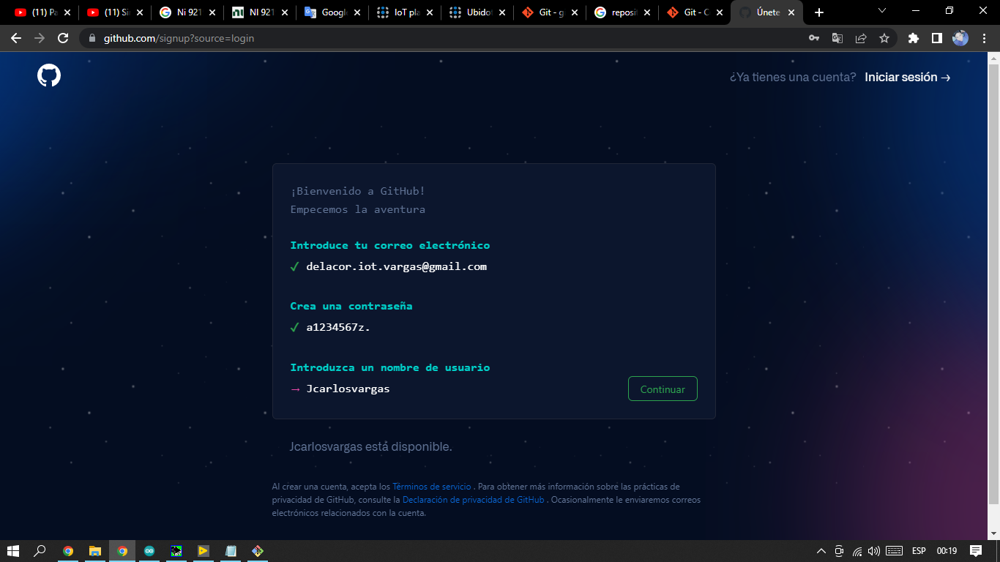 (11) Pa
(11) Si
Ni 921
NI 921
Googl
IoT pla
Ubido
Git - g
reposi
Git - C
Únete
github.com/signup?source=login
¿Ya tienes una cuenta? Iniciar sesión →
¡Bienvenido a GitHub!
Empecemos la aventura
Introduce tu correo electrónico
✓ delacor.iot.vargas@gmail.com
Crea una contraseña
✓ a1234567z.
Introduzca un nombre de usuario
→ Jcarlosvargas
Continuar
Jcarlosvargas está disponible.
Al crear una cuenta, acepta los Términos de servicio . Para obtener más información sobre las prácticas de
privacidad de GitHub, consulte la Declaración de privacidad de GitHub . Ocasionalmente le enviaremos correos
electrónicos relacionados con la cuenta.
ESP
00:19